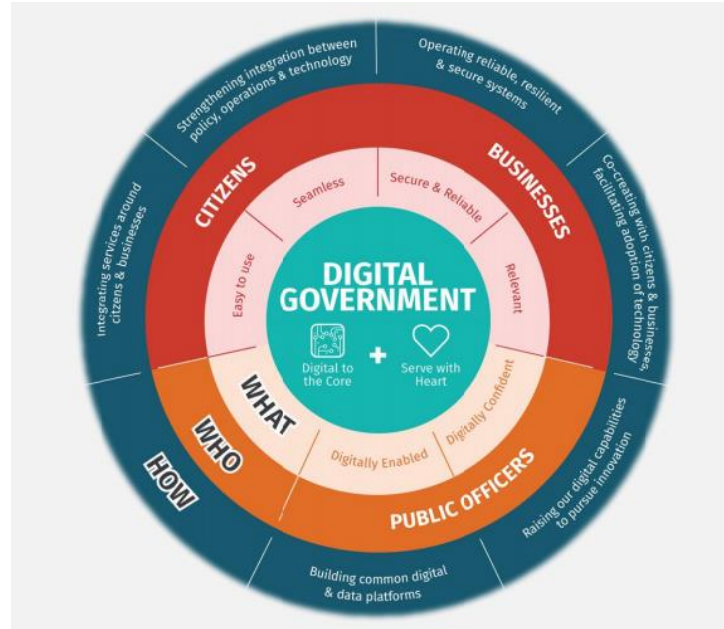 DIGITAL
GOVERNMENT
Digital to
the Core
+
Serve with
Heart
WHAT
Easy to use
Seamless
Secure & Reliable
Relevant
Digitally Confident
Digitally Enabled
WHO
CITIZENS
BUSINESSES
PUBLIC OFFICERS
HOW
Integrating services around
citzens & businesses
Strengthening integration between
policy, operations & technology
Operating reliable, resilient
& secure systems
Co-creating with citizens & businesses,
facilitating adoption of technology
Raising our digital capabilities
to pursue innovation
Building common digital
& data platforms